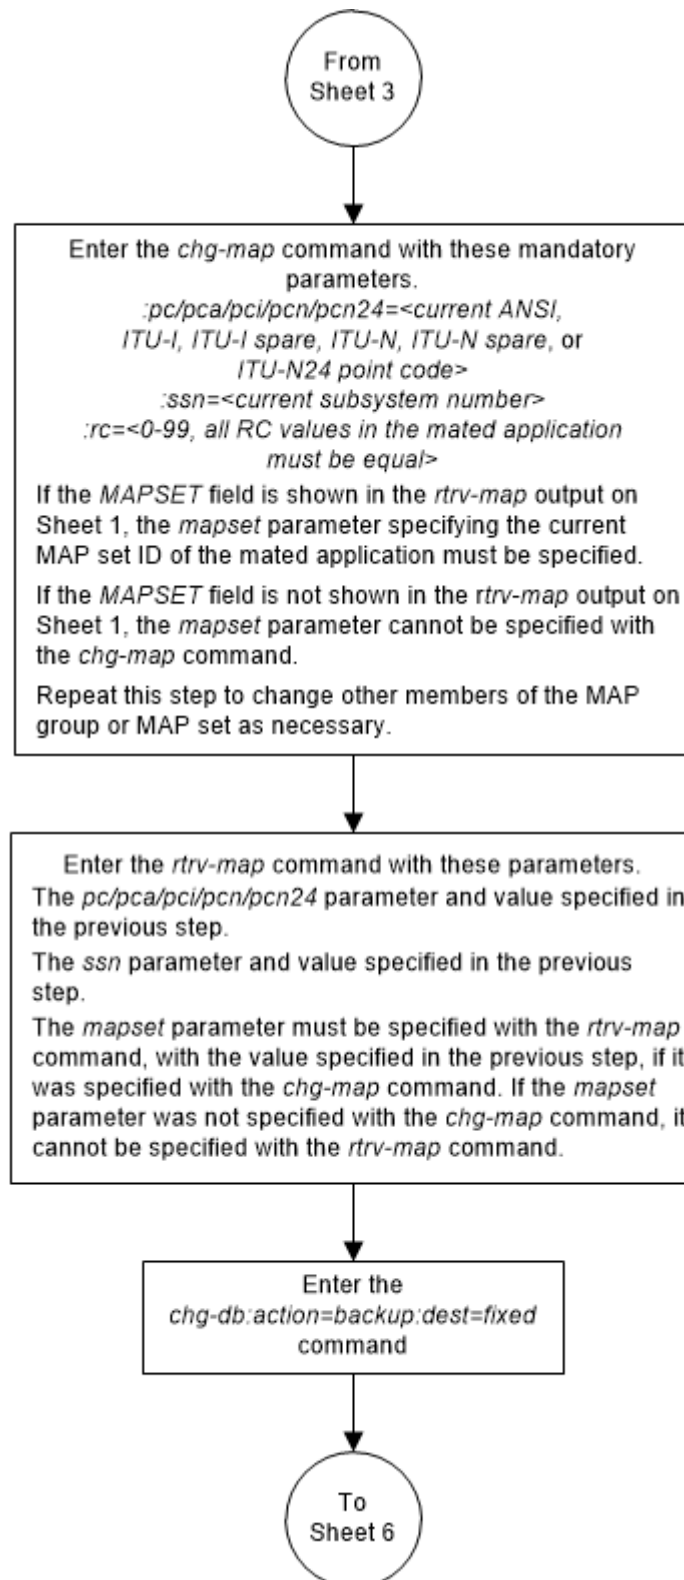 From
Sheet 3
Enter the chg-map command with these mandatory
parameters.
:pc/pca/pci/pcn/pcn24=<current ANSI,
ITU-I, ITU-I spare, ITU-N, ITU-N spare, or
ITU-N24 point code>
:ssn=<current subsystem number>
:rc=<0-99, all RC values in the mated application
must be equal>
If the MAPSET field is shown in the rtrv-map output on
Sheet 1, the mapset parameter specifying the current
MAP set ID of the mated application must be specified.
If the MAPSET field is not shown in the rtrv-map output on
Sheet 1, the mapset parameter cannot be specified with
the chg-map command.
Repeat this step to change other members of the MAP
group or MAP set as necessary.
Enter the rtrv-map command with these parameters.
The pc/pca/pci/pcn/pcn24 parameter and value specified in
the previous step.
The ssn parameter and value specified in the previous
step.
The mapset parameter must be specified with the rtrv-map
command, with the value specified in the previous step, if it
was specified with the chg-map command. If the mapset
parameter was not specified with the chg-map command, it
cannot be specified with the rtrv-map command.
Enter the
chg-db:action=backup:dest=fixed
command
To
Sheet 6